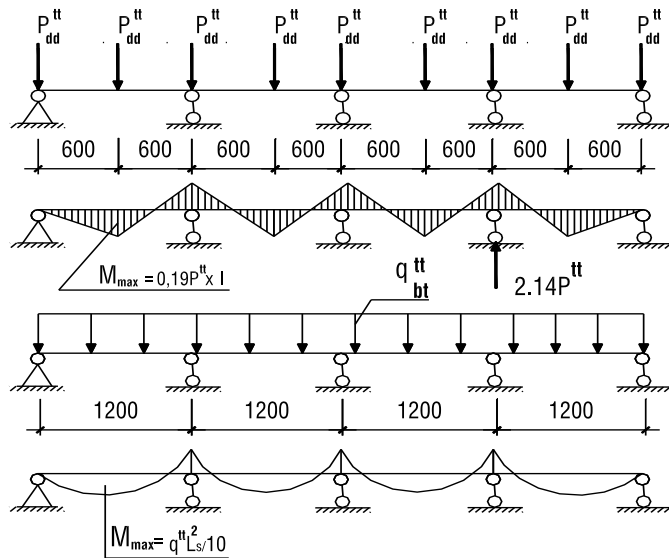 P^tt_dd P^tt_dd P^tt_dd P^tt_dd P^tt_dd P^tt_dd P^tt_dd P^tt_dd P^tt_dd
600 600 600 600 600 600 600 600
M_max = 0,19P^tt x l
2.14P^tt
q^tt_bt
1200 1200 1200 1200
M_max = q^tt L_s^2/10